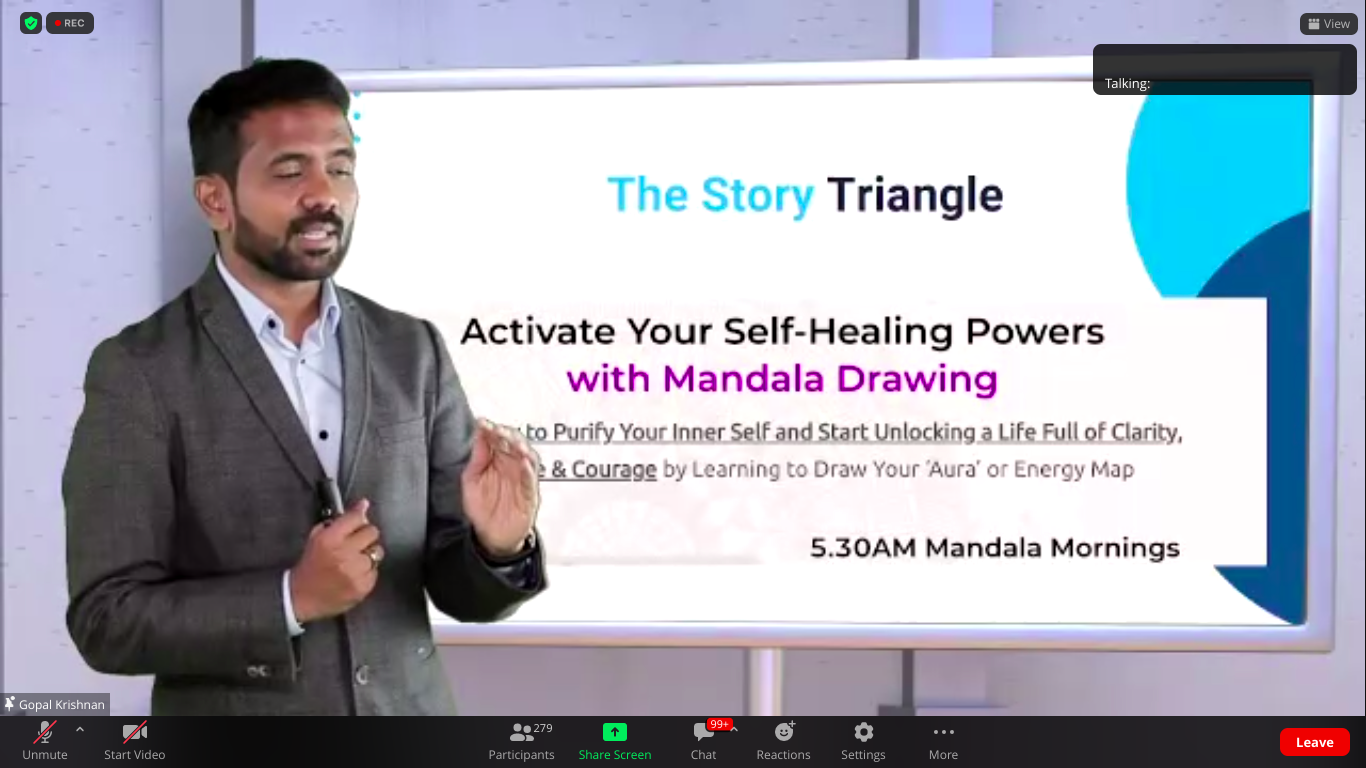 REC
View
Talking:
The Story Triangle
Activate Your Self-Healing Powers
with Mandala Drawing
to Purify Your Inner Self and Start Unlocking a Life Full of Clarity,
& Courage by Learning to Draw Your ‘Aura’ or Energy Map
5.30AM Mandala Mornings
Gopal Krishnan
Unmute
Start Video
279
Participants
Share Screen
99+
Chat
Reactions
Settings
More
Leave